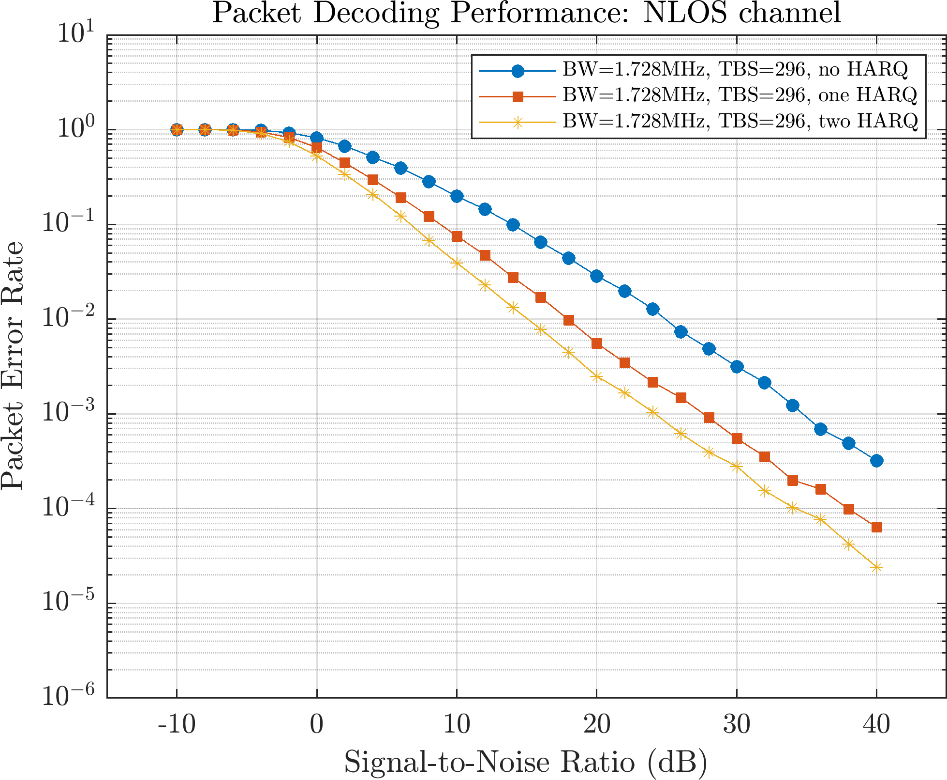 Packet Decoding Performance: NLOS channel
BW=1.728MHz, TBS=296, no HARQ
BW=1.728MHz, TBS=296, one HARQ
BW=1.728MHz, TBS=296, two HARQ
10^1
10^0
10^-1
10^-2
10^-3
10^-4
10^-5
10^-6
Packet Error Rate
-10 0 10 20 30 40
Signal-to-Noise Ratio (dB)